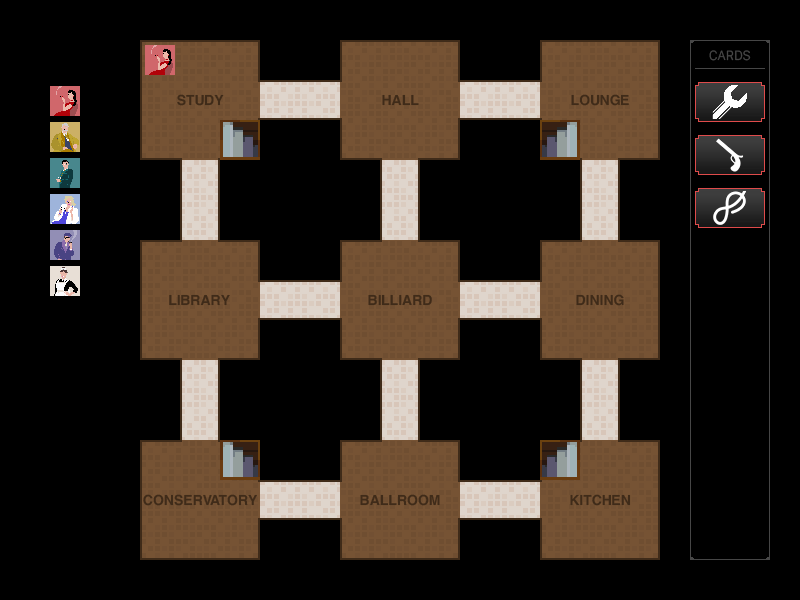 CARDS
STUDY
HALL
LOUNGE
LIBRARY
BILLIARD
DINING
CONSERVATORY
BALLROOM
KITCHEN